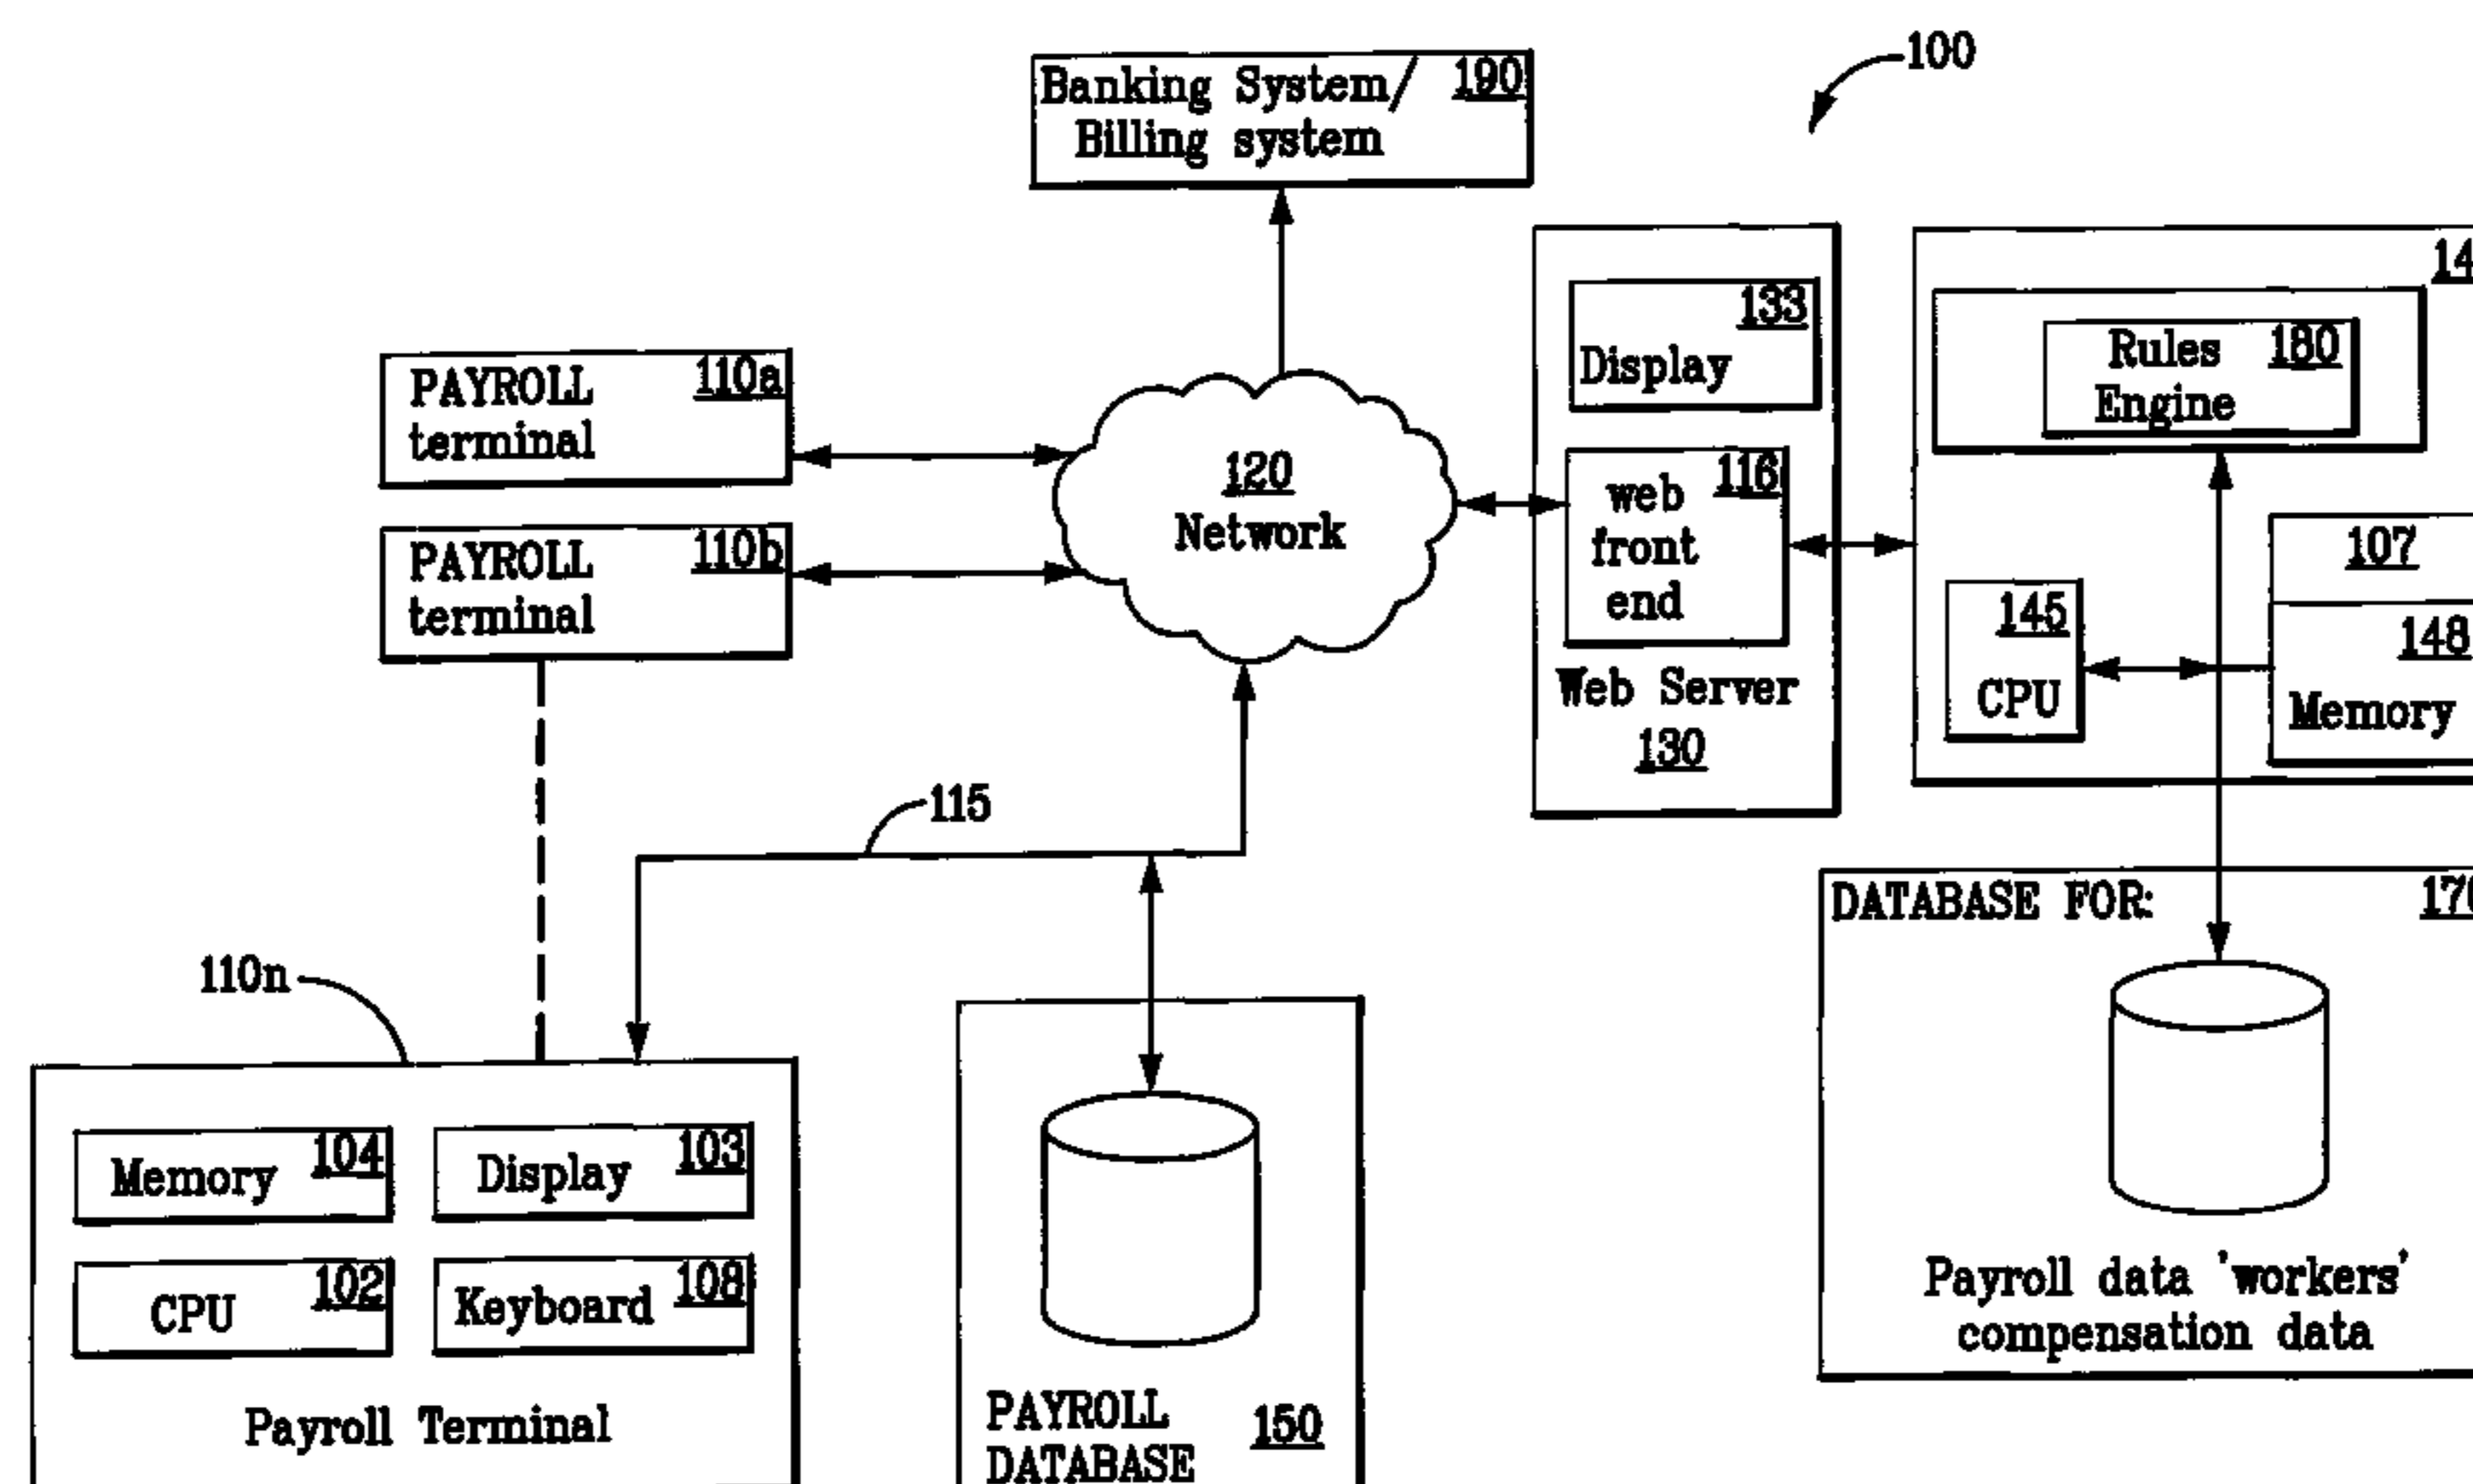 100
Banking System/ 190
Billing system
133
Display
Rules 180
Engine
PAYROLL 110a
terminal
120
Network
web 116
front
end
PAYROLL 110b
terminal
107
145
CPU
148
Memory
Web Server
130
115
DATABASE FOR:
110n
Memory 104
Display 103
CPU 102
Keyboard 108
Payroll Terminal
PAYROLL
DATABASE 150
Payroll data 'workers'
compensation data